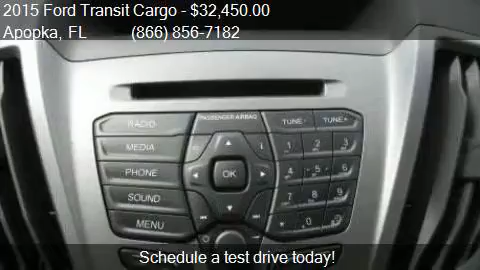 2015 Ford Transit Cargo - $32,450.00
Apopka, FL (866) 856-7182
PASSENGER AIRBAG
RADIO
TUNE-
TUNE+
MEDIA
i
1 2 3
PHONE
OK
4 5 6
SOUND
7 8 9
MENU
* 0 #
Schedule a test drive today!